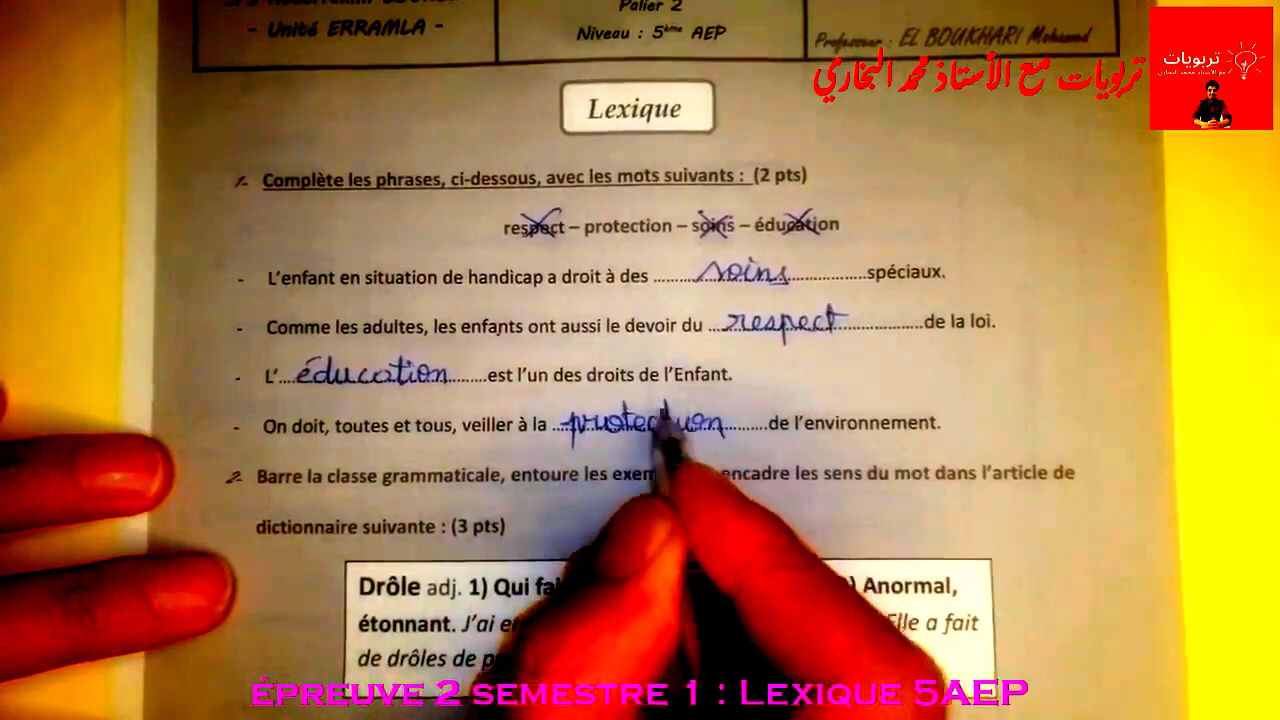 - Unité ERRAMLA -
Palier 2
Niveau : 5ème AEP
Professeur : EL BOUKHARI Mohamed
تربويات مع الأستاذ محمد البخاري
تربويات
مع الأستاذ محمد البخاري
Lexique
1- Complète les phrases, ci-dessous, avec les mots suivants : (2 pts)
respect – protection – soins – éducation
- L'enfant en situation de handicap a droit à des ........soins..................spéciaux.
- Comme les adultes, les enfants ont aussi le devoir du ...respect..................de la loi.
- L'....éducation.........est l'un des droits de l'Enfant.
- On doit, toutes et tous, veiller à la ...protection..........de l'environnement.
2- Barre la classe grammaticale, entoure les encadre les sens du mot dans l'article de
dictionnaire suivante : (3 pts)
Drôle adj. 1) Qui Anormal,
étonnant. J'ai Elle a fait
de drôles de
épreuve 2 semestre 1 : Lexique 5AEP